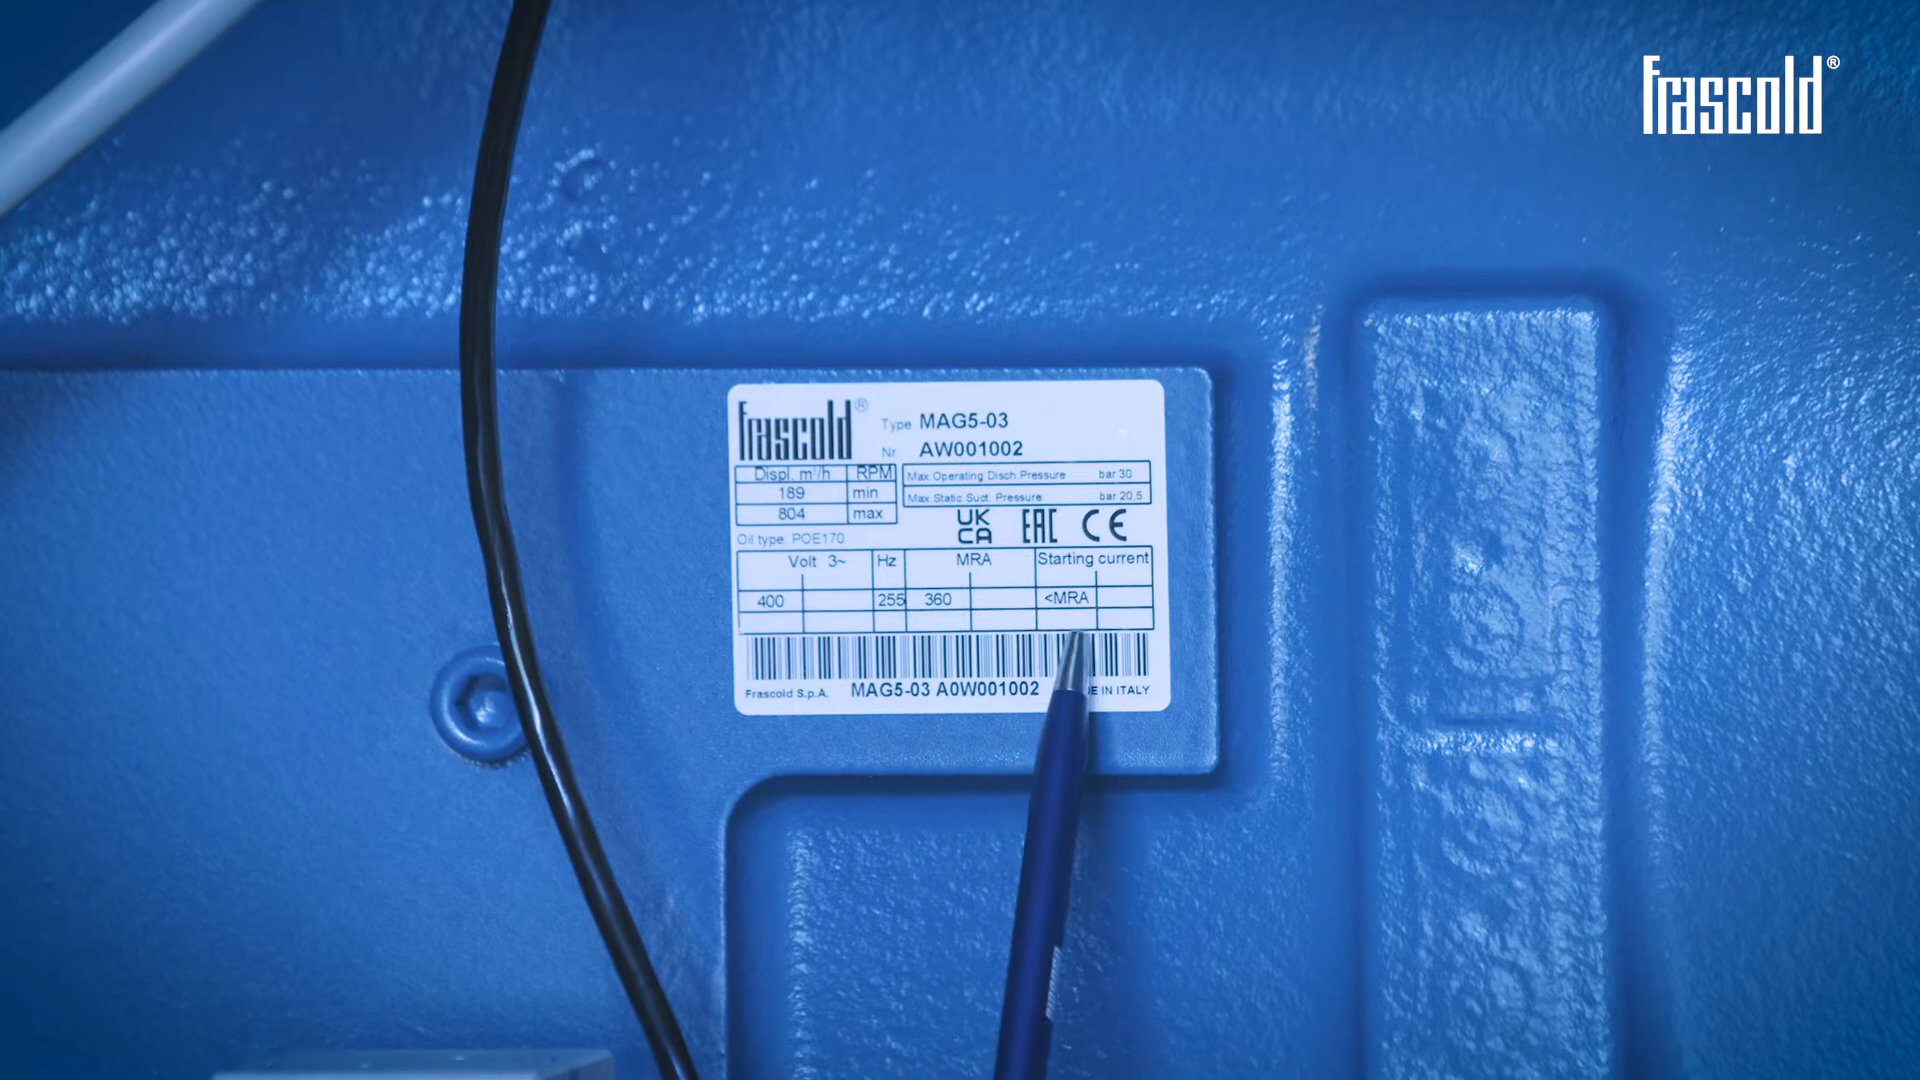 frascold®
frascold®
Type MAG5-03
Nr AW001002
Displ. m³/h RPM
189 min
804 max
Max Operating Disch.Pressure bar 30
Max Static Suct. Pressure bar 20,5
UK CA EAC CE
Oil type: POE170
Volt 3~ Hz MRA Starting current
400 255 360 <MRA
Frascold S.p.A. MAG5-03 A0W001002 DE IN ITALY